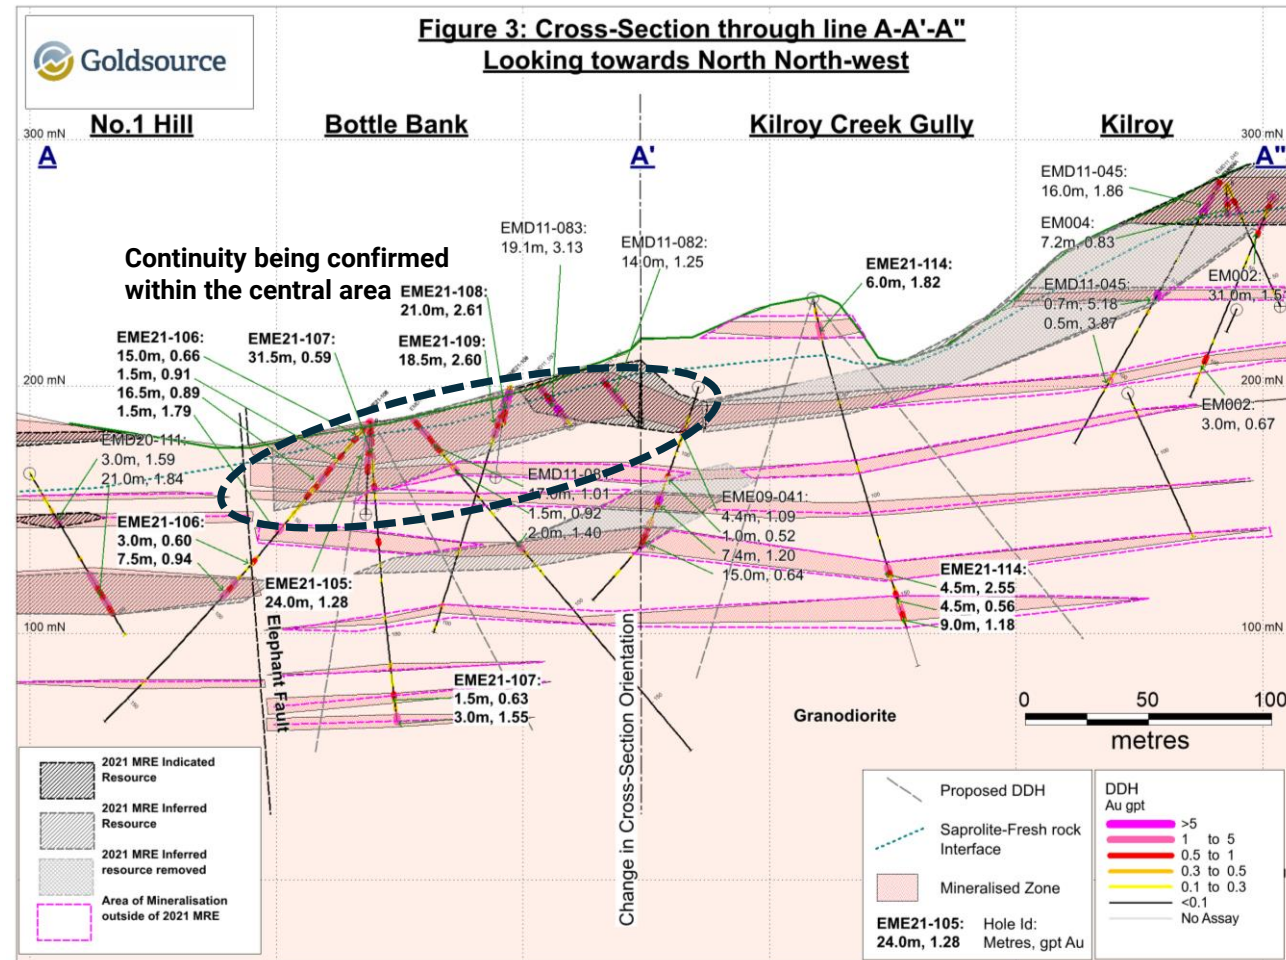 Figure 3: Cross-Section through line A-A'-A"
Looking towards North North-west
Goldsource
No.1 Hill
Bottle Bank
Kilroy Creek Gully
Kilroy
300 mN
300 mN
A
A'
A"
EMD11-045:
16.0m, 1.86
EM004:
7.2m, 0.83
EMD11-083:
19.1m, 3.13
EMD11-082:
14.0m, 1.25
Continuity being confirmed
within the central area
EME21-114:
6.0m, 1.82
EMD11-045:
0.7m, 5.18
0.5m, 3.87
EM002:
31.0m, 1.5
EME21-108:
21.0m, 2.61
EME21-109:
18.5m, 2.60
EME21-106:
15.0m, 0.66
1.5m, 0.91
16.5m, 0.89
1.5m, 1.79
EME21-107:
31.5m, 0.59
200 mN
200 mN
EM002:
3.0m, 0.67
EMD20-111:
3.0m, 1.59
21.0m, 1.84
17.0m, 1.01
1.5m, 0.92
2.0m, 1.40
EME09-041:
4.4m, 1.09
1.0m, 0.52
7.4m, 1.20
15.0m, 0.64
EME21-106:
3.0m, 0.60
7.5m, 0.94
EME21-105:
24.0m, 1.28
EME21-114:
4.5m, 2.55
4.5m, 0.56
9.0m, 1.18
100 mN
100 mN
Elephant Fault
Change in Cross-Section Orientation
EME21-107:
1.5m, 0.63
3.0m, 1.55
Granodiorite
0 50 100
metres
2021 MRE Indicated
Resource
2021 MRE Inferred
Resource
2021 MRE Inferred
resource removed
Area of Mineralisation
outside of 2021 MRE
Proposed DDH
Saprolite-Fresh rock
Interface
Mineralised Zone
EME21-105: Hole Id:
24.0m, 1.28 Metres, gpt Au
DDH
Au gpt
>5
1 to 5
0.5 to 1
0.3 to 0.5
0.1 to 0.3
<0.1
No Assay